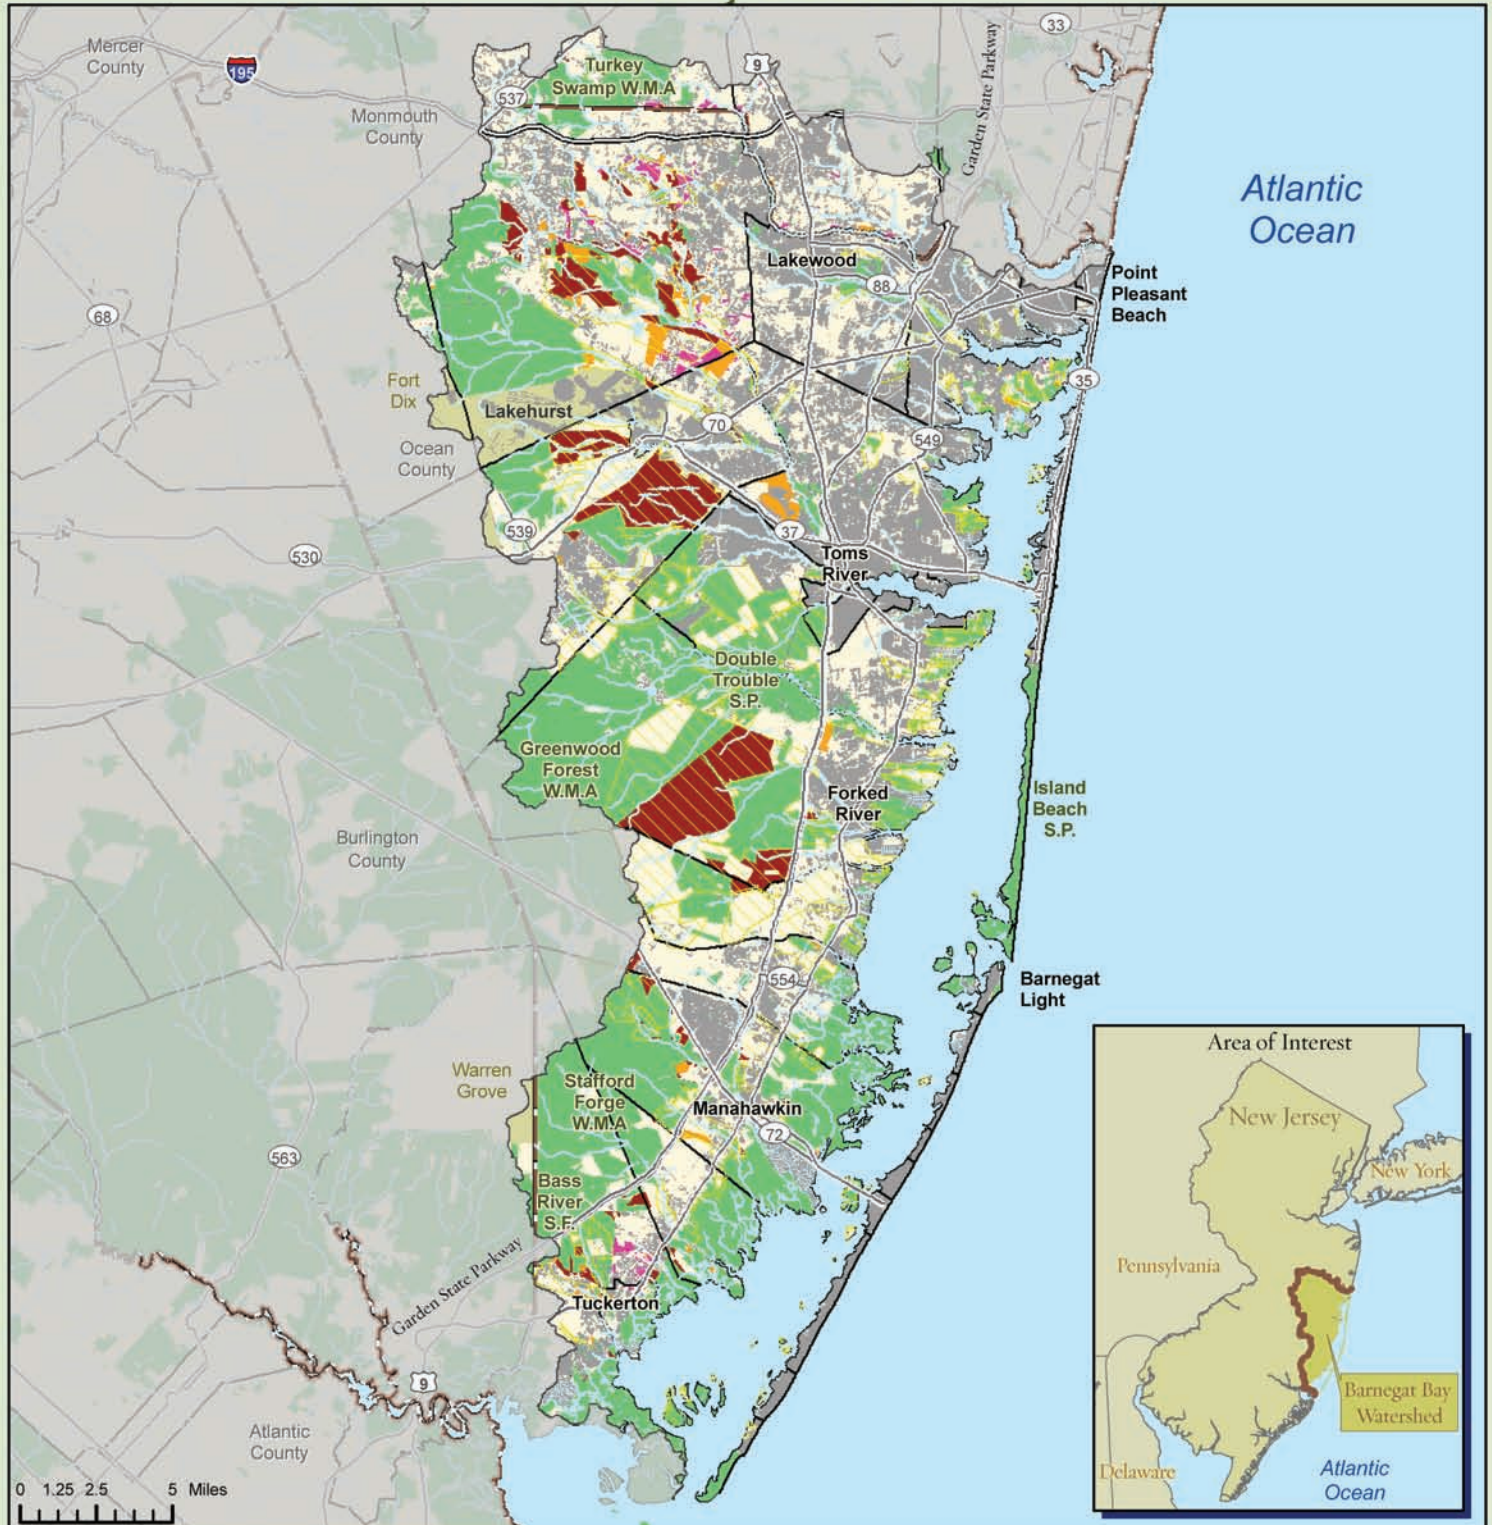 33
9
Mercer
County
195
Turkey
Swamp W.M.A
537
Garden State Parkway
Monmouth
County
Atlantic
Ocean
Lakewood
88
Point
Pleasant
Beach
68
35
Fort
Dix
Lakehurst
70
549
Ocean
County
539
37
530
Toms
River
Double
Trouble
S.P.
Greenwood
Forest
W.M.A
Forked
River
Island
Beach
S.P.
Burlington
County
554
Barnegat
Light
Warren
Grove
Stafford
Forge
W.M.A
Manahawkin
72
563
Bass
River
S.F.
Garden State Parkway
Tuckerton
9
Atlantic
County
0 1.25 2.5 5 Miles
Area of Interest
New Jersey
New York
Pennsylvania
Barnegat Bay
Watershed
Delaware
Atlantic
Ocean